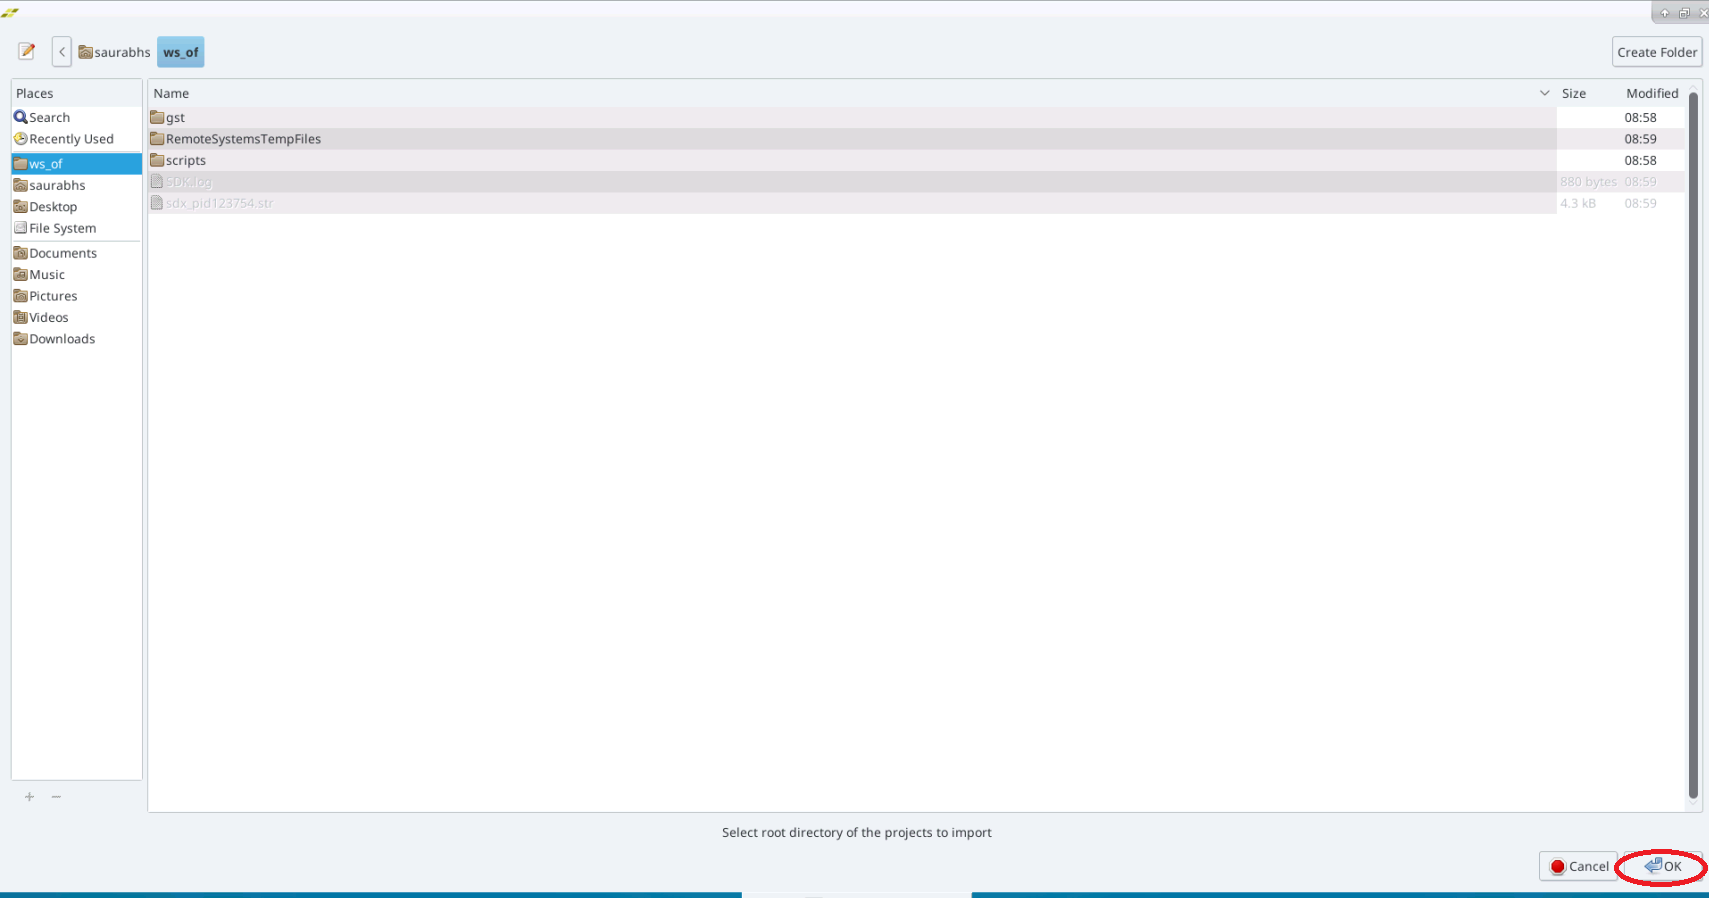 saurabhs ws_of Create Folder
Places
Search
Recently Used
ws_of
saurabhs
Desktop
File System
Documents
Music
Pictures
Videos
Downloads
Name Size Modified
gst 08:58
RemoteSystemsTempFiles 08:59
scripts 08:58
SDK.log 880 bytes 08:59
sdx_pid123754.str 4.3 kB 08:59
Select root directory of the projects to import
Cancel OK